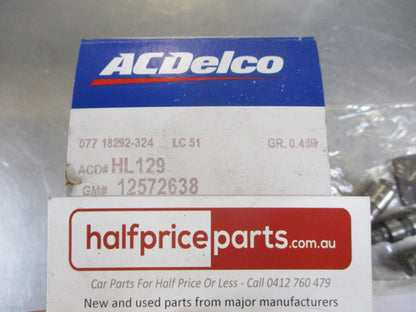 ACDelco
077 18292-324 LC 51 GR. 0.459
ACD# HL129
GM# 12572638
halfpriceparts.com.au
Car Parts For Half Price Or Less - Call 0412 760 479
New and used parts from major manufacturers